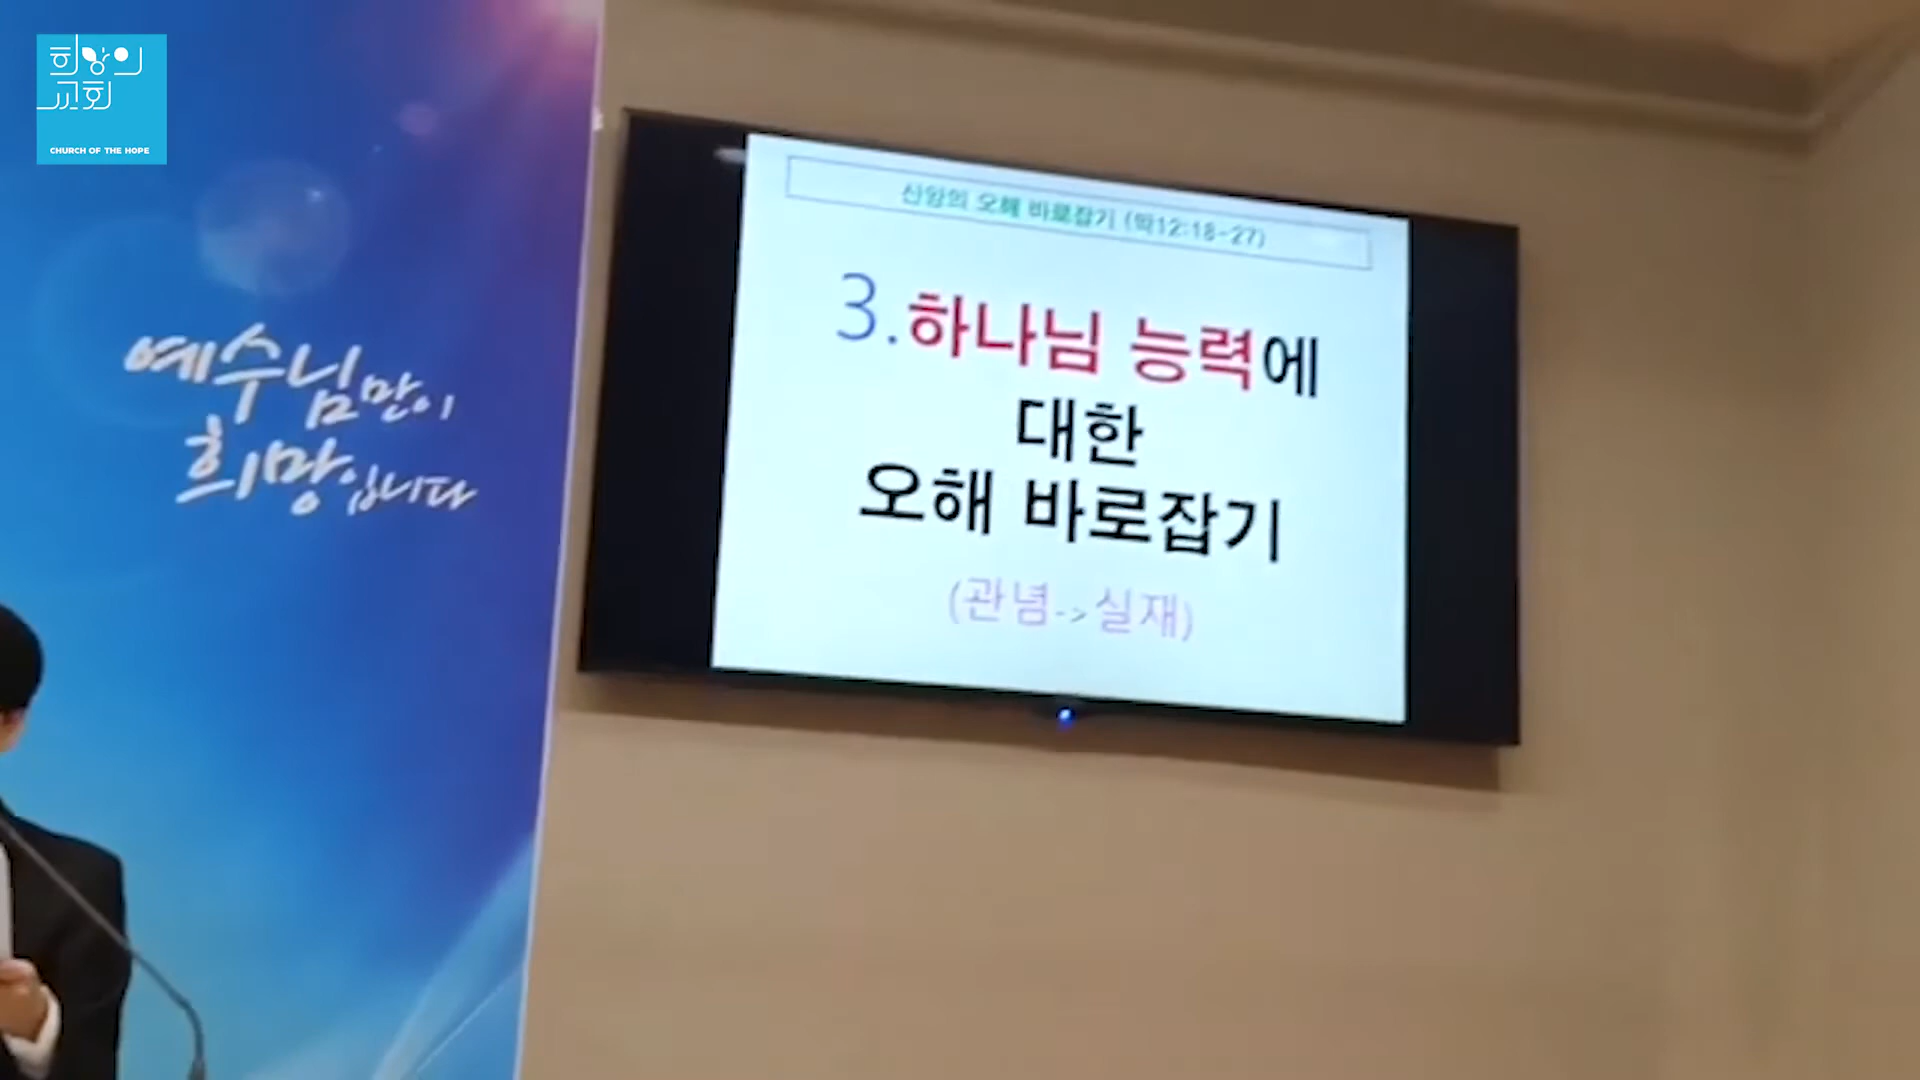 희망의
교회
CHURCH OF THE HOPE
예수님만이
희망입니다
신앙의 오해 바로잡기 (막12:18-27)
3.하나님 능력에
대한
오해 바로잡기
(관념->실재)